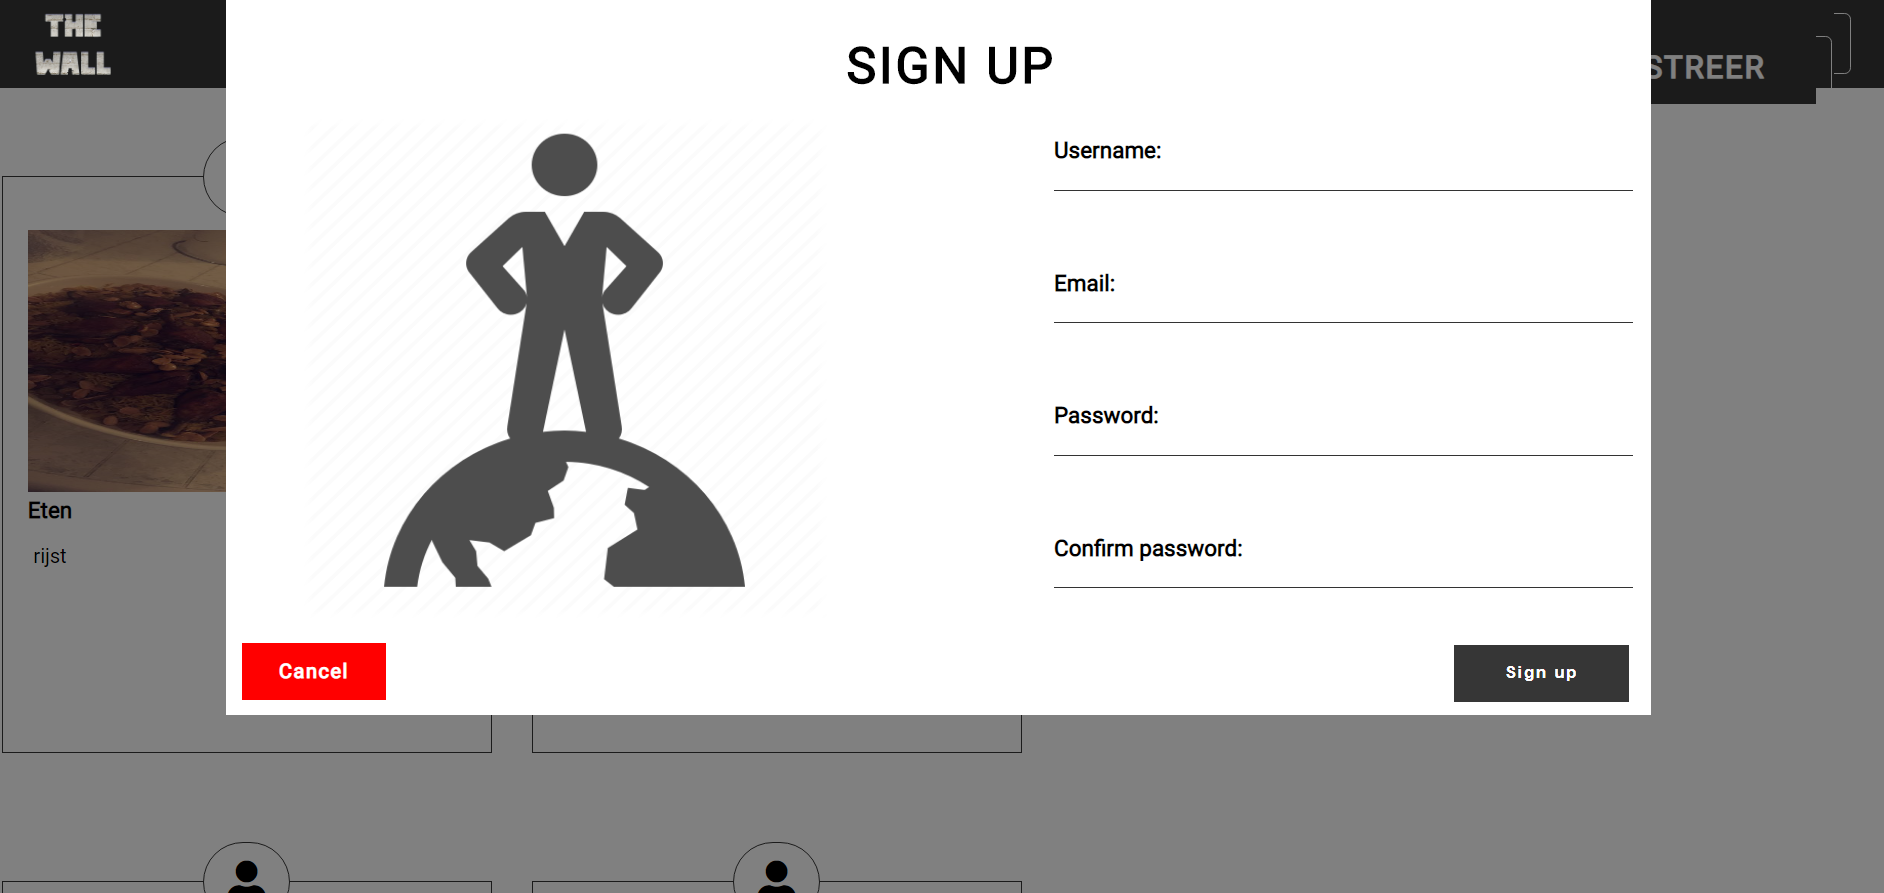 THE
WALL
SIGN UP
STREER
Username:
Email:
Password:
Confirm password:
Eten
rijst
Cancel
Sign up